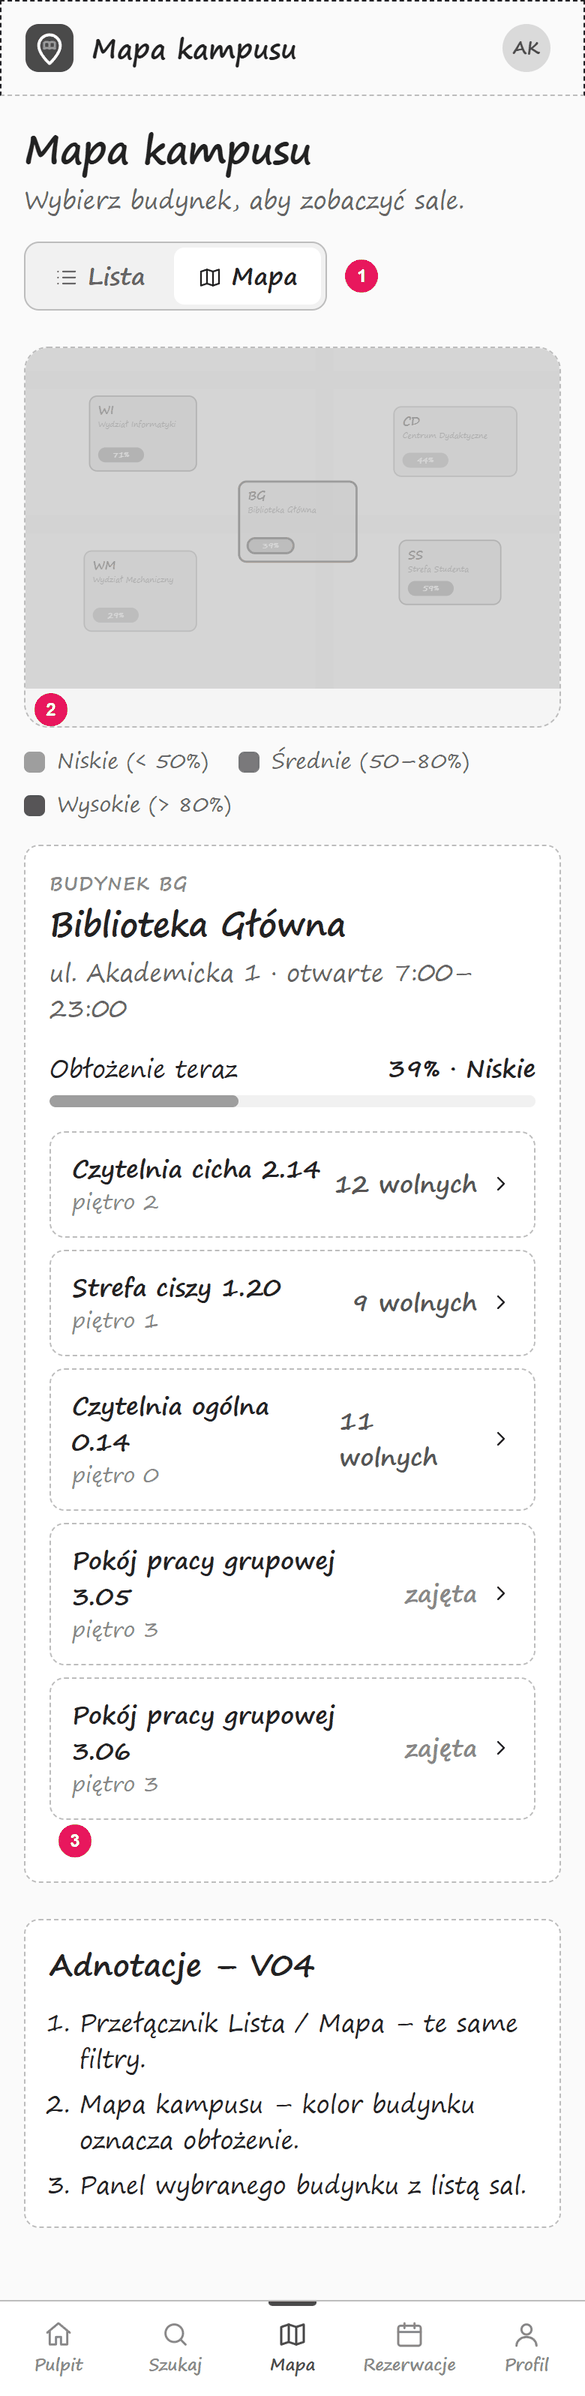 Mapa kampusu
AK
Mapa kampusu
Wybierz budynek, aby zobaczyć sale.
Lista
Mapa
1
WI
Wydział Informatyki
71%
CD
Centrum Dydaktyczne
44%
BG
Biblioteka Główna
39%
WM
Wydział Mechaniczny
29%
SS
Strefa Studenta
59%
2
Niskie (< 50%)
Średnie (50–80%)
Wysokie (> 80%)
BUDYNEK BG
Biblioteka Główna
ul. Akademicka 1 · otwarte 7:00–
23:00
Obłożenie teraz
39% · Niskie
Czytelnia cicha 2.14
piętro 2
12 wolnych
Strefa ciszy 1.20
piętro 1
9 wolnych
Czytelnia ogólna
0.14
piętro 0
11
wolnych
Pokój pracy grupowej
3.05
piętro 3
zajęta
Pokój pracy grupowej
3.06
piętro 3
zajęta
3
Adnotacje – V04
1. Przełącznik Lista / Mapa – te same
filtry.
2. Mapa kampusu – kolor budynku
oznacza obłożenie.
3. Panel wybranego budynku z listą sal.
Pulpit
Szukaj
Mapa
Rezerwacje
Profil